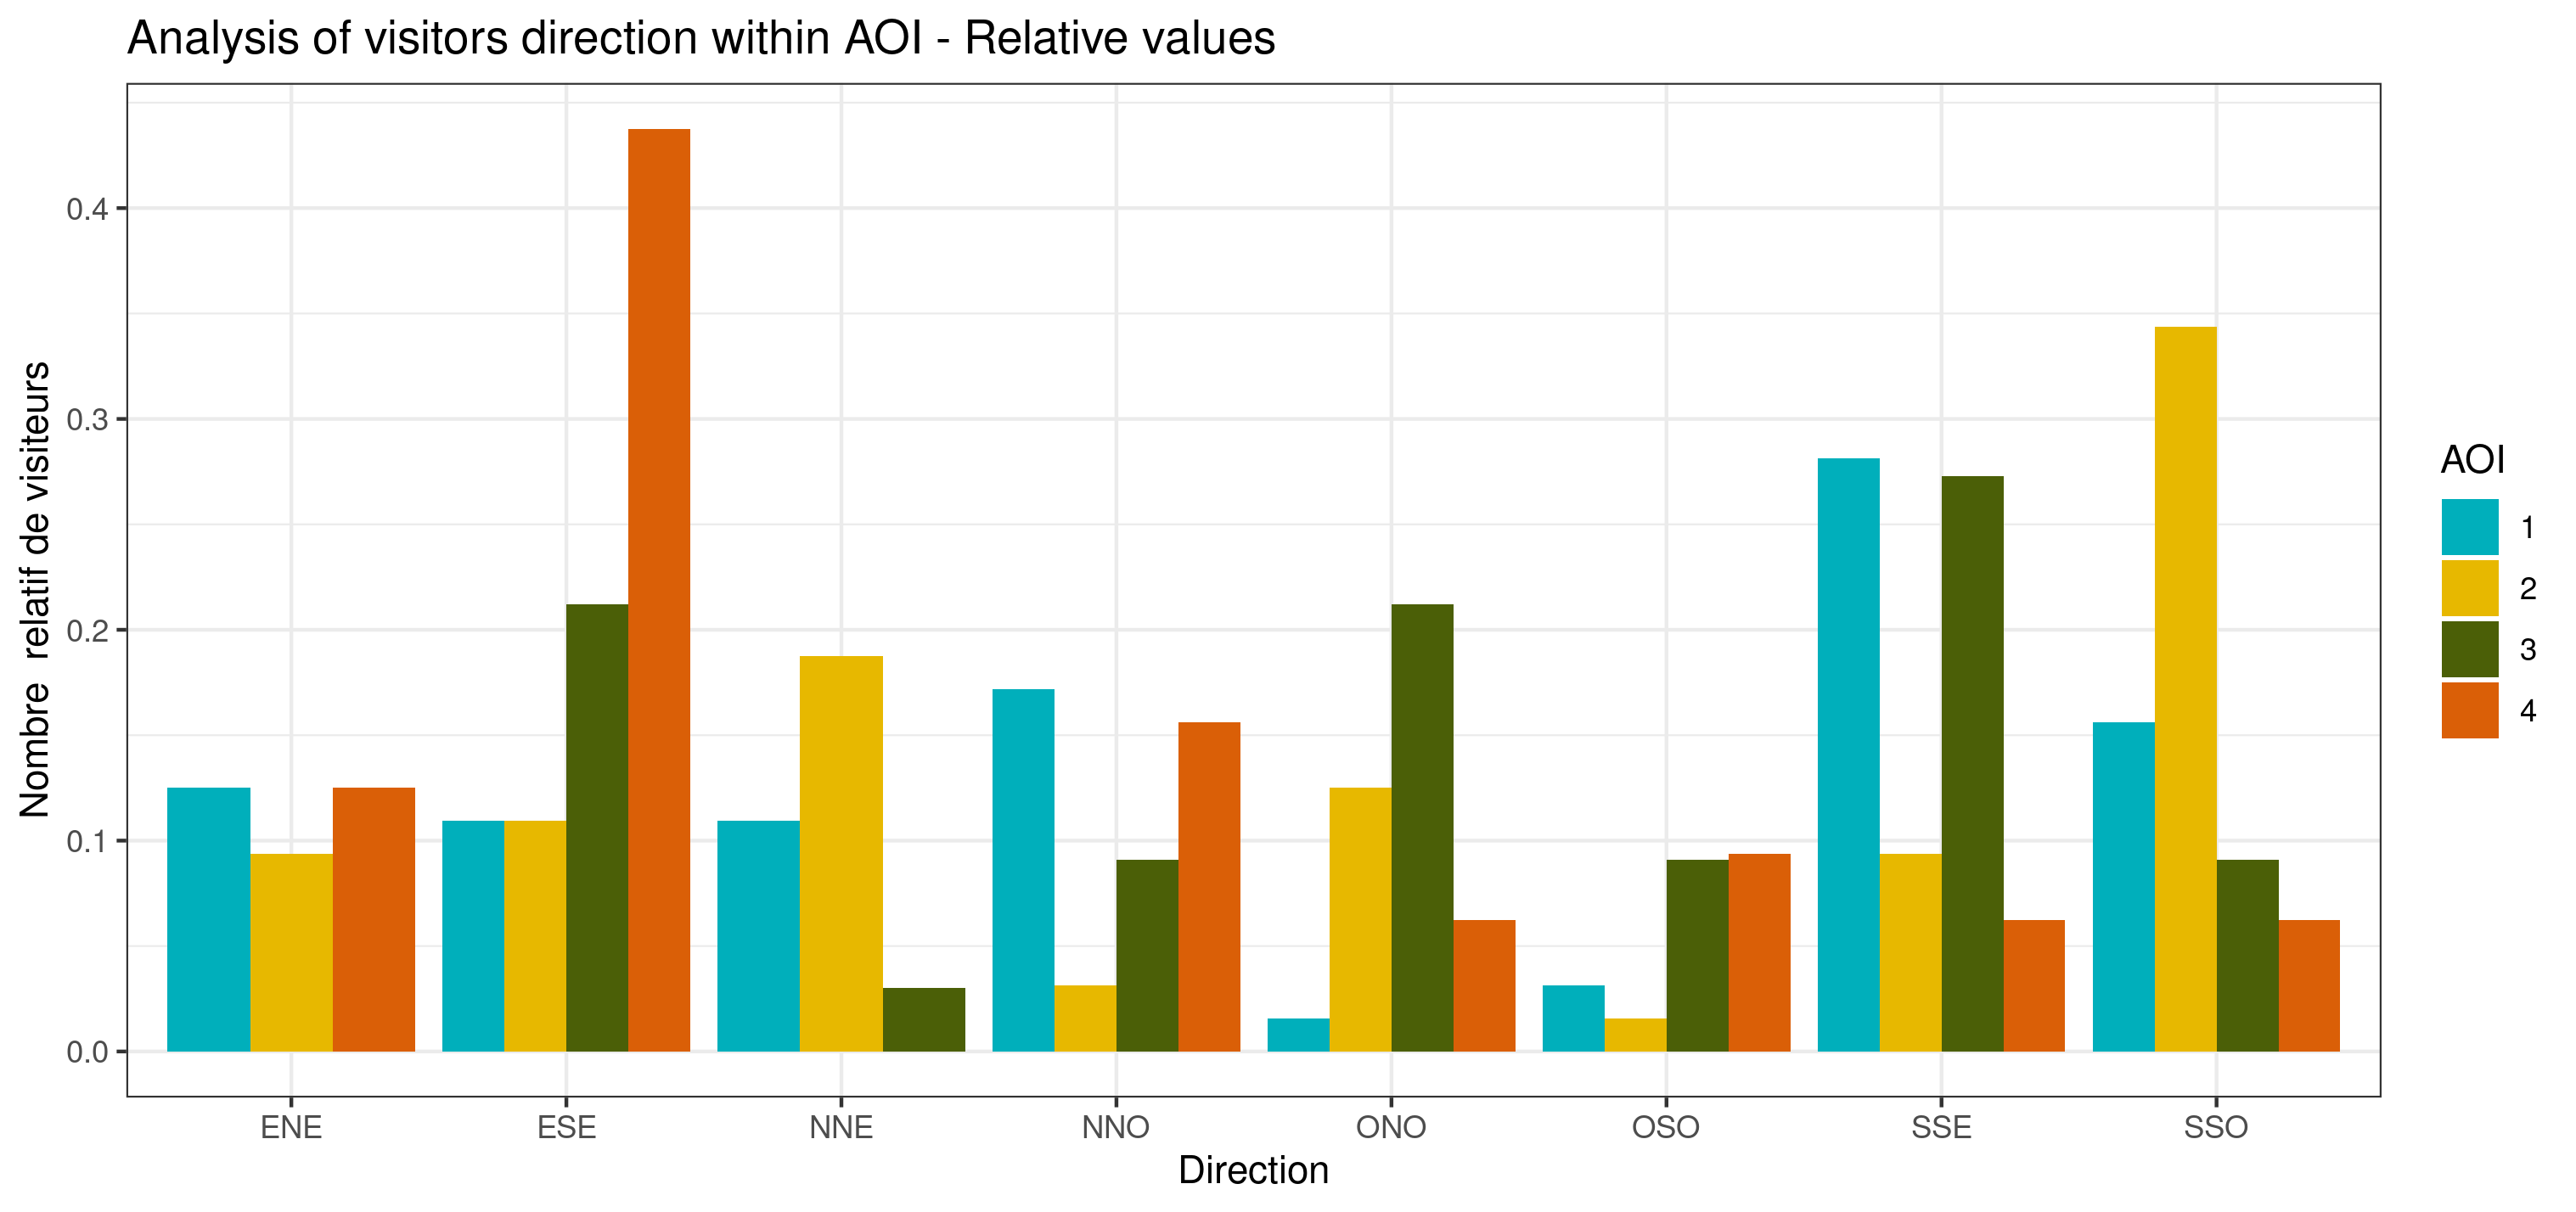 Analysis of visitors direction within AOI - Relative values
Nombre  relatif de visiteurs
0.4
0.3
0.2
0.1
0.0
ENE ESE NNE NNO ONO OSO SSE SSO
Direction
AOI
1
2
3
4